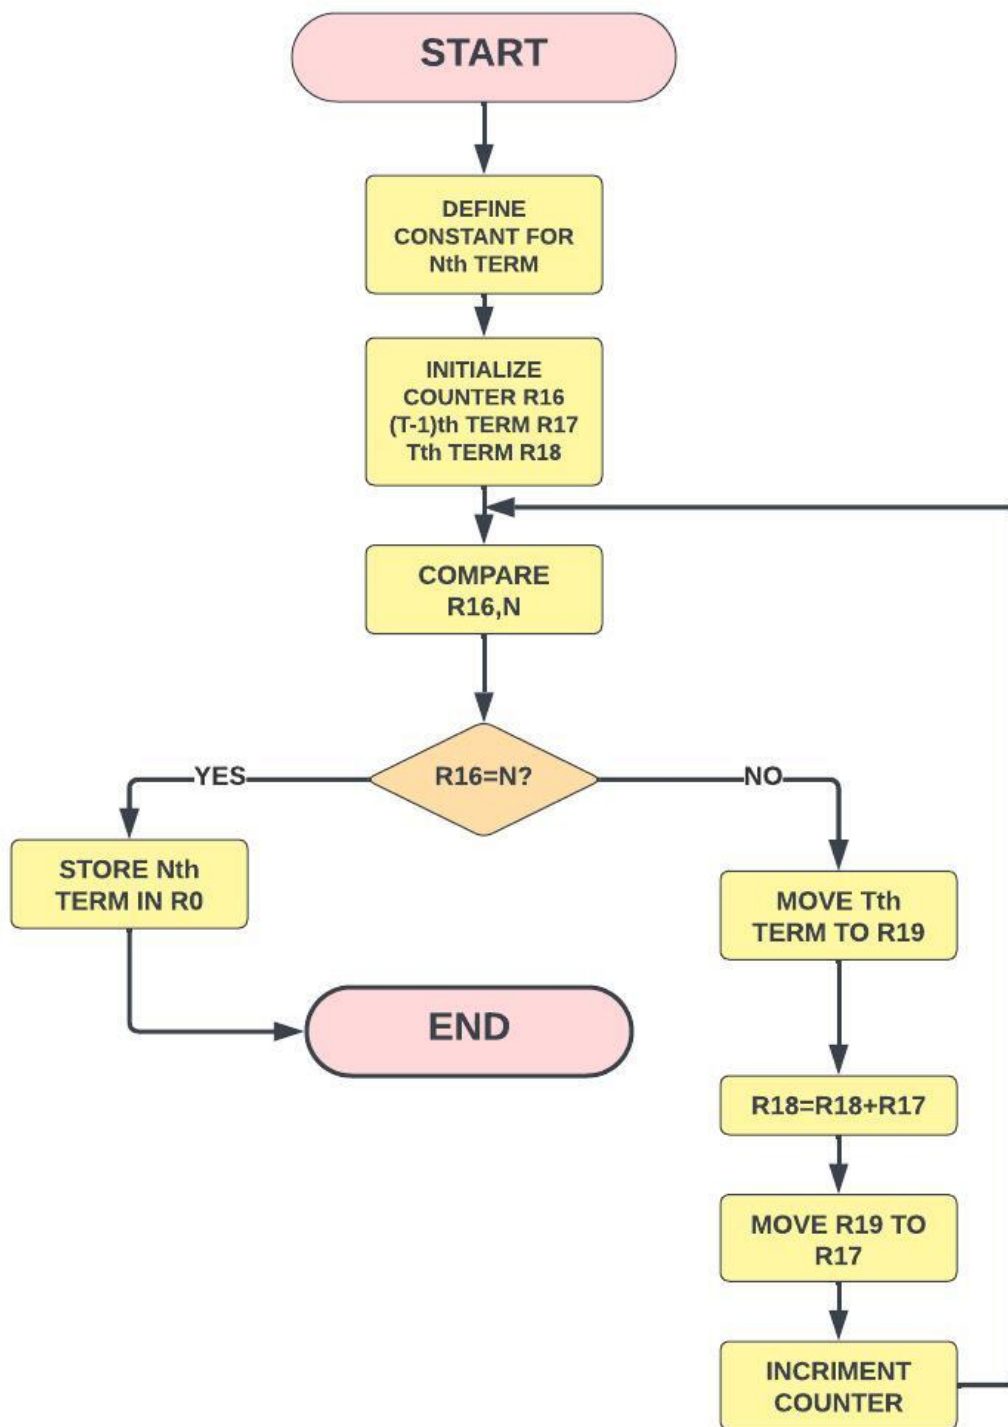 START
DEFINE
CONSTANT FOR
Nth TERM
INITIALIZE
COUNTER R16
(T-1)th TERM R17
Tth TERM R18
COMPARE
R16,N
R16=N?
YES
NO
STORE Nth
TERM IN R0
END
MOVE Tth
TERM TO R19
R18=R18+R17
MOVE R19 TO
R17
INCRIMENT
COUNTER